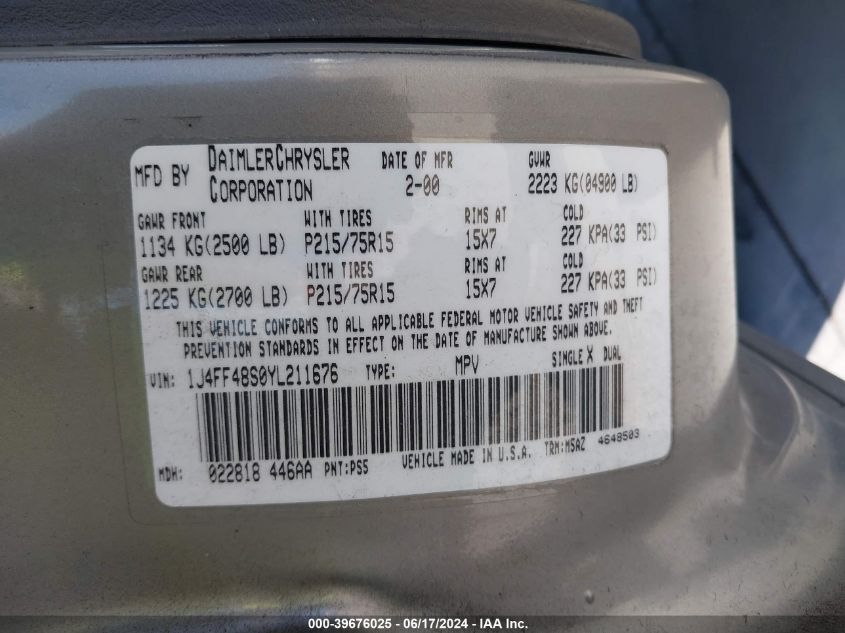 MFD BY DAIMLERCHRYSLER CORPORATION DATE OF MFR 2-00 GVWR 2223 KG(04900 LB)
GAWR FRONT WITH TIRES RIMS AT COLD
1134 KG(2500 LB) P215/75R15 15X7 227 KPA(33 PSI)
GAWR REAR WITH TIRES RIMS AT COLD
1225 KG(2700 LB) P215/75R15 15X7 227 KPA(33 PSI)
THIS VEHICLE CONFORMS TO ALL APPLICABLE FEDERAL MOTOR VEHICLE SAFETY AND THEFT
PREVENTION STANDARDS IN EFFECT ON THE DATE OF MANUFACTURE SHOWN ABOVE.
VIN: 1J4FF48S0YL211676 TYPE: MPV SINGLE X DUAL
MDH: 022818 446AA PNT:PS5 VEHICLE MADE IN U.S.A. TRM:M5AZ 4648503
000-39676025 - 06/17/2024 - IAAI.COM